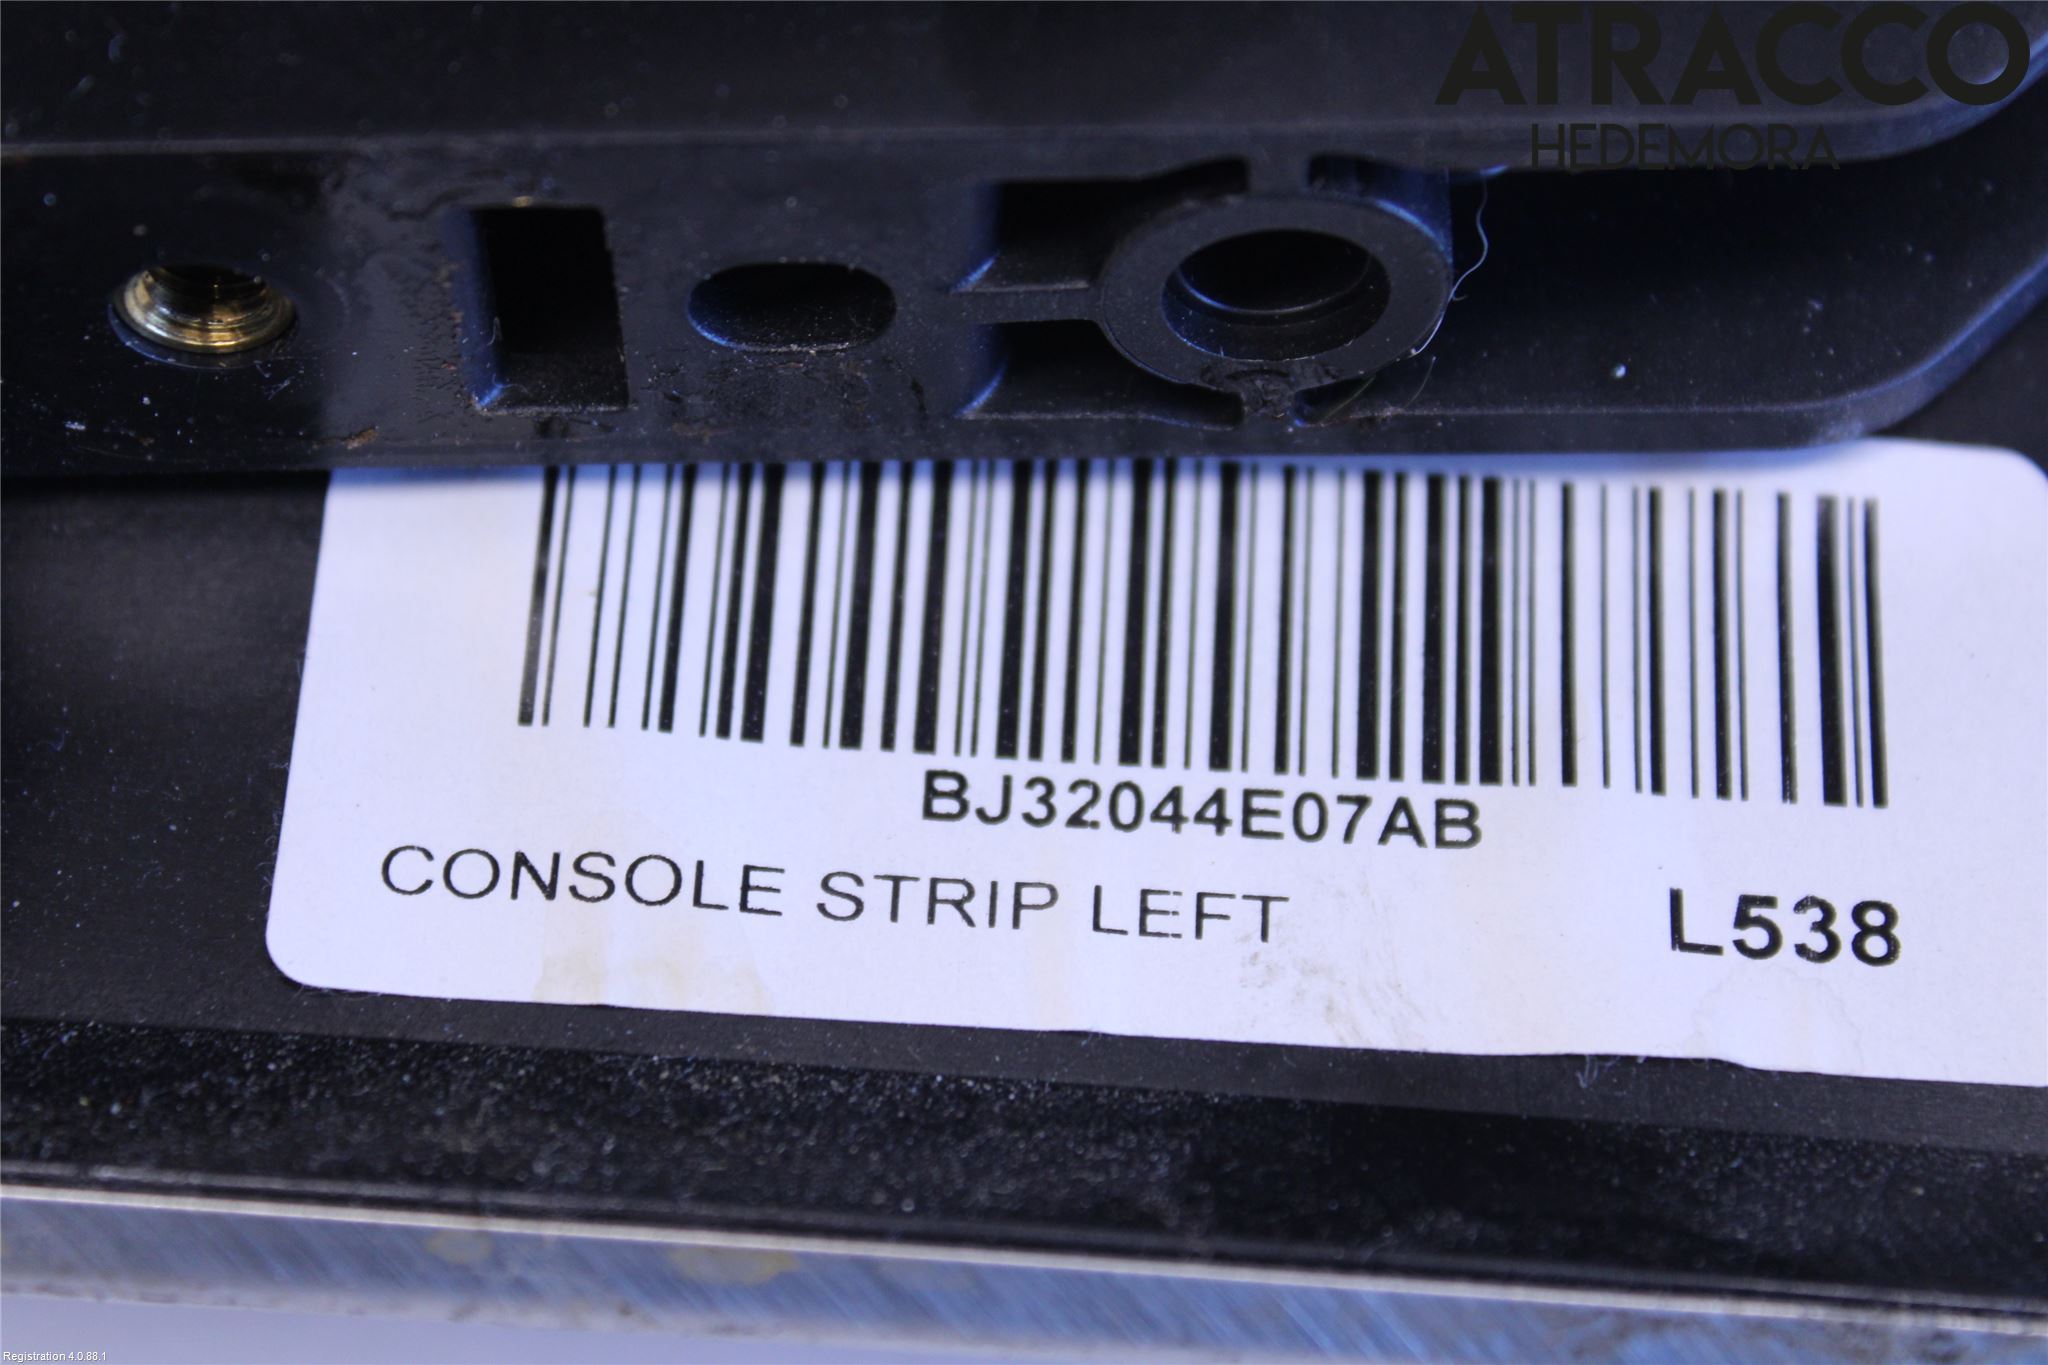 ATRACCO
HEDEMORA
BJ32044E07AB
CONSOLE STRIP LEFT
L538
Registration 4.0.88.1